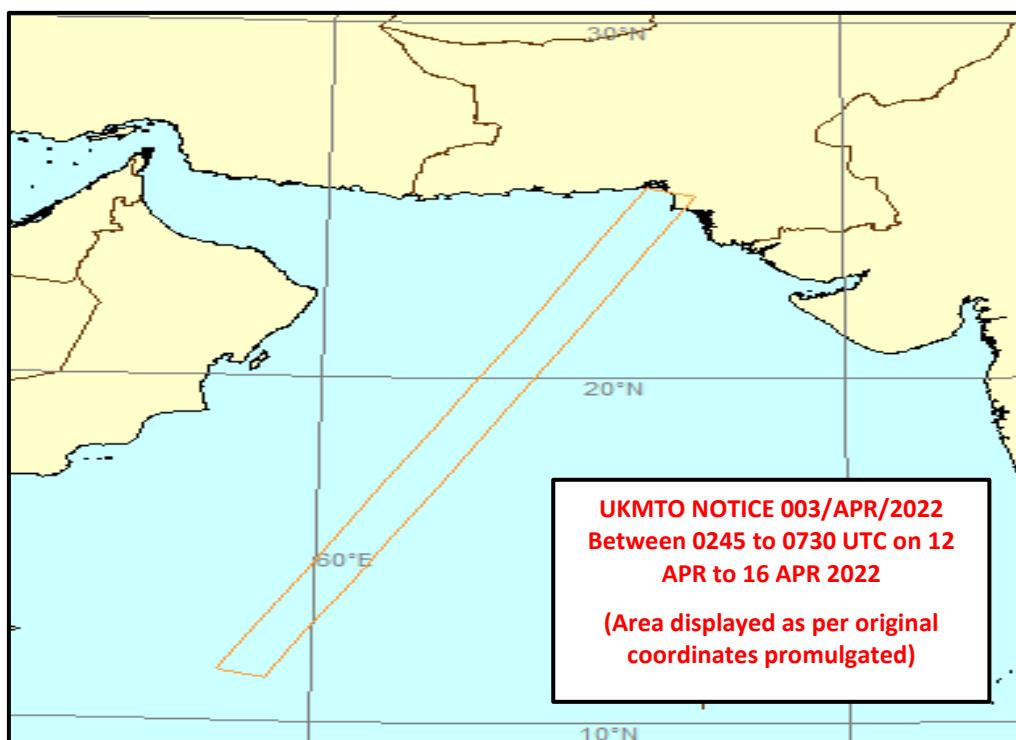 30°N
20°N
UKMTO NOTICE 003/APR/2022
Between 0245 to 0730 UTC on 12
APR to 16 APR 2022
(Area displayed as per original
coordinates promulgated)
60°E
10°N